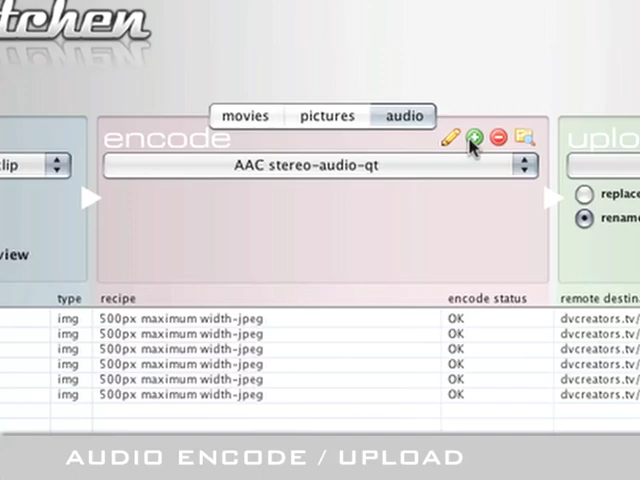 tchen
movies pictures audio
encode
uplo
clip
AAC stereo-audio-qt
replace
rename
view
type recipe encode status remote destina
img 500px maximum width-jpeg OK dvcreators.tv/
img 500px maximum width-jpeg OK dvcreators.tv/
img 500px maximum width-jpeg OK dvcreators.tv/
img 500px maximum width-jpeg OK dvcreators.tv/
img 500px maximum width-jpeg OK dvcreators.tv/
img 500px maximum width-jpeg OK dvcreators.tv/
AUDIO ENCODE / UPLOAD